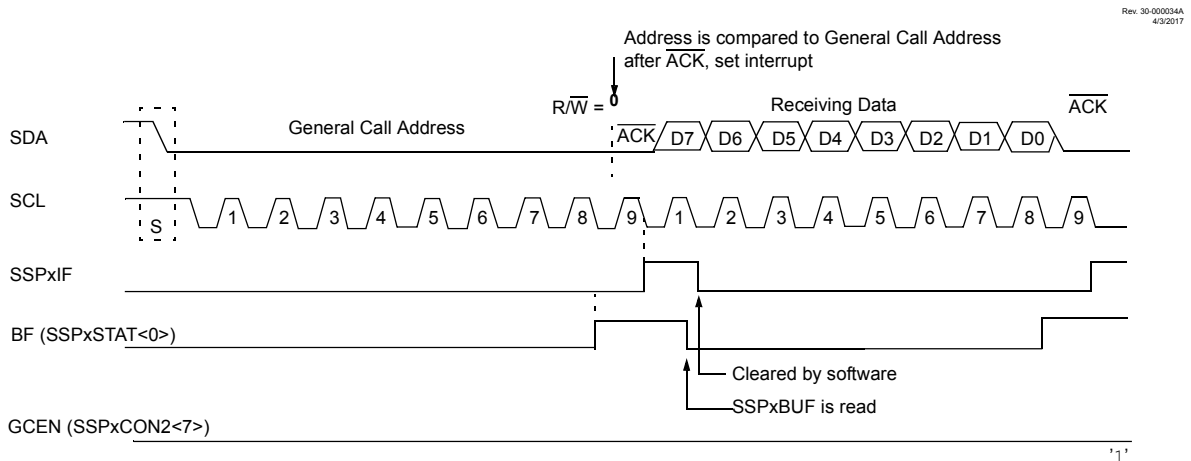 Rev. 30-000034A
4/3/2017
Address is compared to General Call Address
after ACK, set interrupt
R/W = 0
Receiving Data
ACK
SDA
General Call Address
ACK D7 D6 D5 D4 D3 D2 D1 D0
SCL
S
1 2 3 4 5 6 7 8 9 1 2 3 4 5 6 7 8 9
SSPxIF
BF (SSPxSTAT<0>)
Cleared by software
SSPxBUF is read
GCEN (SSPxCON2<7>)
'1'